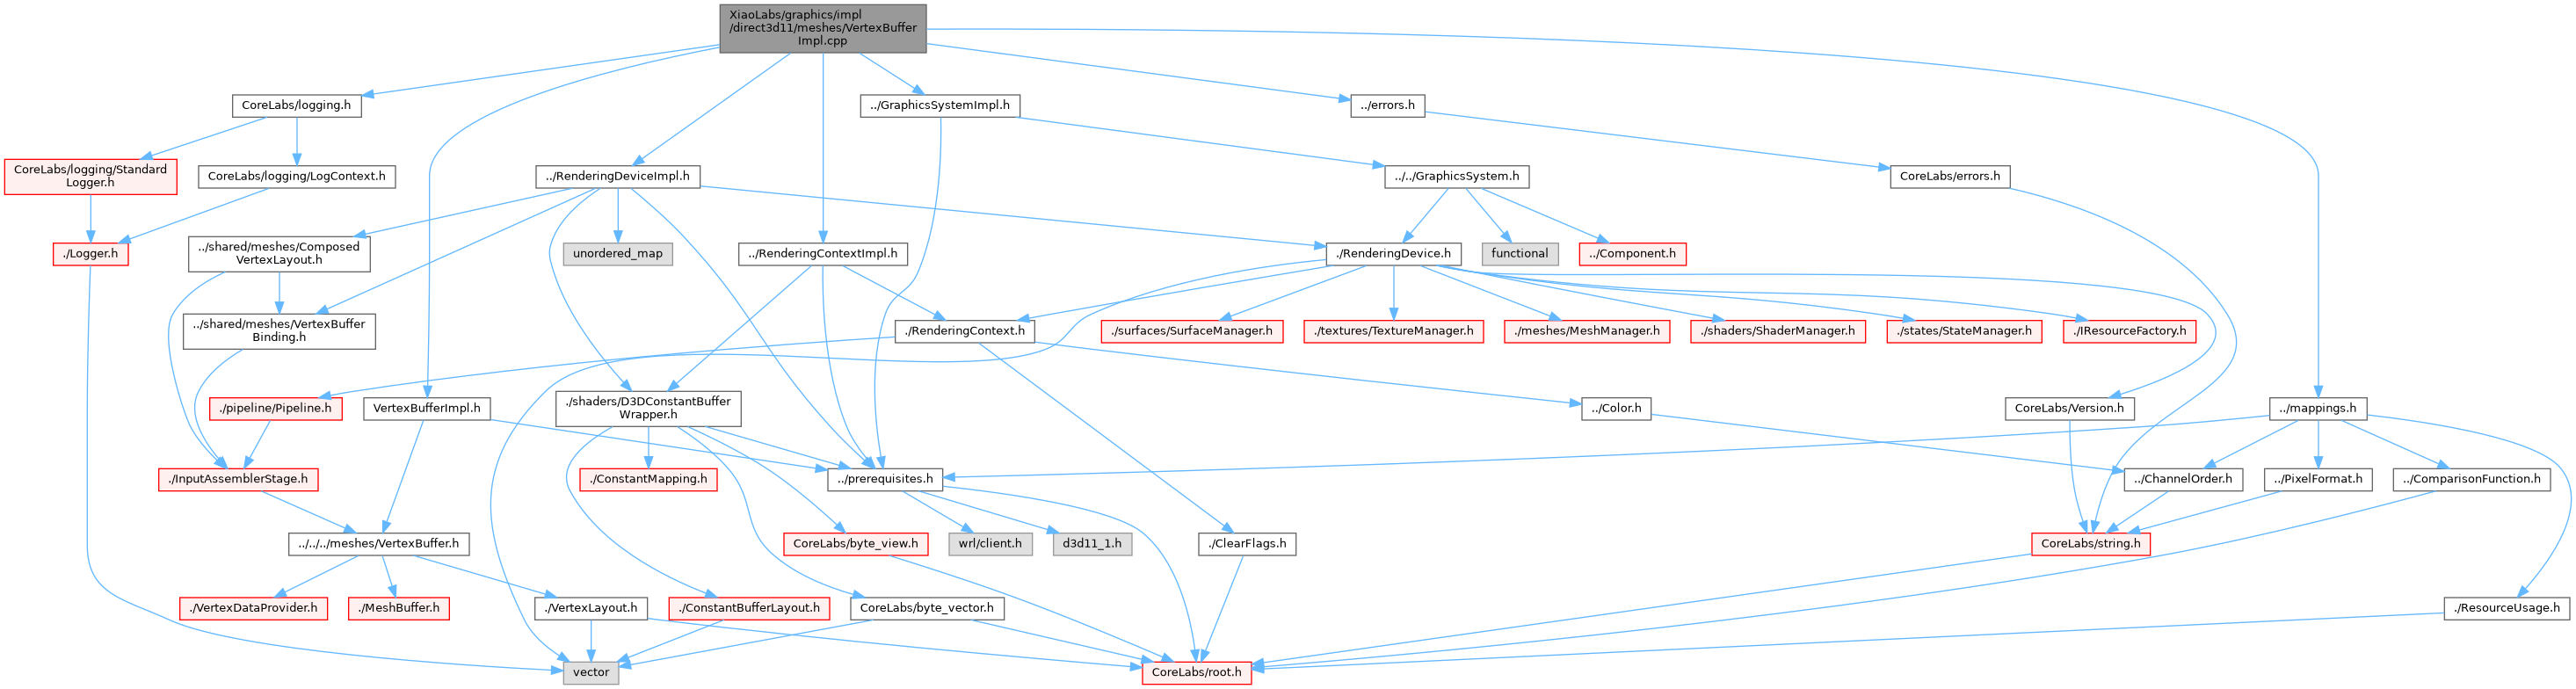 XiaoLabs/graphics/impl
/direct3d11/meshes/VertexBuffer
Impl.cpp
CoreLabs/logging.h
../GraphicsSystemImpl.h
../errors.h
CoreLabs/logging/Standard
Logger.h
CoreLabs/logging/LogContext.h
../RenderingDeviceImpl.h
../../GraphicsSystem.h
CoreLabs/errors.h
./Logger.h
../shared/meshes/Composed
VertexLayout.h
unordered_map
../RenderingContextImpl.h
./RenderingDevice.h
functional
../Component.h
../shared/meshes/VertexBuffer
Binding.h
./RenderingContext.h
./surfaces/SurfaceManager.h
./textures/TextureManager.h
./meshes/MeshManager.h
./shaders/ShaderManager.h
./states/StateManager.h
./IResourceFactory.h
./pipeline/Pipeline.h
VertexBufferImpl.h
./shaders/D3DConstantBuffer
Wrapper.h
../Color.h
CoreLabs/Version.h
../mappings.h
./InputAssemblerStage.h
./ConstantMapping.h
../prerequisites.h
../ChannelOrder.h
../PixelFormat.h
../ComparisonFunction.h
../../../meshes/VertexBuffer.h
CoreLabs/byte_view.h
wrl/client.h
d3d11_1.h
./ClearFlags.h
CoreLabs/string.h
./VertexDataProvider.h
./MeshBuffer.h
./VertexLayout.h
./ConstantBufferLayout.h
CoreLabs/byte_vector.h
./ResourceUsage.h
vector
CoreLabs/root.h